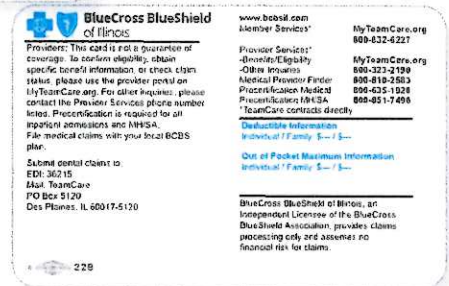 BlueCross BlueShield
of Illinois
Providers: This card is not a guarantee of
coverage. To confirm eligibility, obtain
specific benefit information, or check claim
status, please use the provider portal on
MyTeamCare.org. For other inquiries, please
contact the Provider Services phone number
listed. Precertification is required for all
inpatient admissions and MH/SA.
File medical claims with your local BCBS
plan.
Submit dental claims to:
EDI: 36215
Mail: TeamCare
PO Box 5120
Des Plaines, IL 60017-5120
228
www.bcbsil.com
Member Services* MyTeamCare.org
800-832-6227
Provider Services*
-Benefits/Eligibility MyTeamCare.org
-Other Inquiries 800-323-2190
Medical Provider Finder 800-810-2583
Precertification Medical 800-635-1928
Precertification MH/SA 800-851-7498
*TeamCare contracts directly
Deductible Information
Individual / Family $--- / $---
Out of Pocket Maximum Information
Individual / Family $--- / $---
BlueCross BlueShield of Illinois, an
Independent Licensee of the BlueCross
BlueShield Association, provides claims
processing only and assumes no
financial risk for claims.